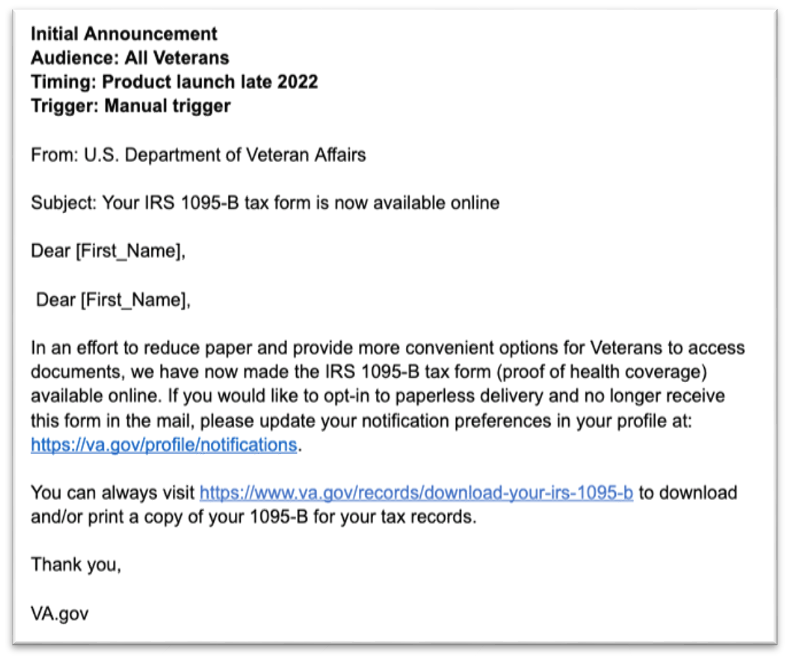 Initial Announcement
Audience: All Veterans
Timing: Product launch late 2022
Trigger: Manual trigger
From: U.S. Department of Veteran Affairs
Subject: Your IRS 1095-B tax form is now available online
Dear [First_Name],
Dear [First_Name],
In an effort to reduce paper and provide more convenient options for Veterans to access
documents, we have now made the IRS 1095-B tax form (proof of health coverage)
available online. If you would like to opt-in to paperless delivery and no longer receive
this form in the mail, please update your notification preferences in your profile at:
https://va.gov/profile/notifications.
You can always visit https://www.va.gov/records/download-your-irs-1095-b to download
and/or print a copy of your 1095-B for your tax records.
Thank you,
VA.gov